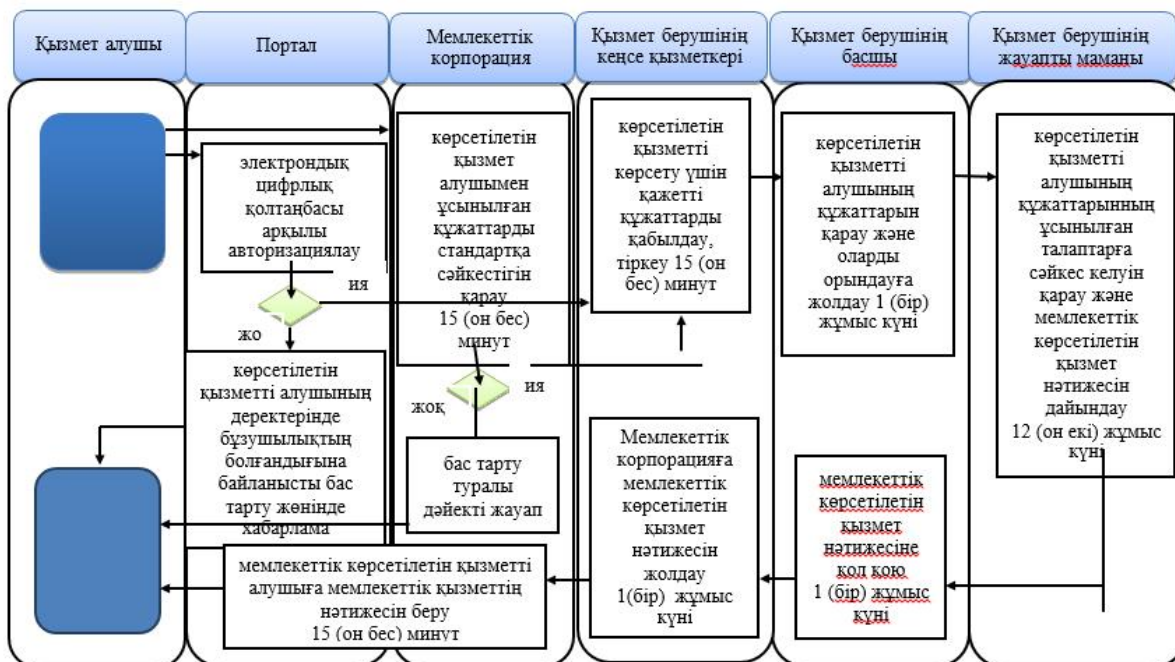 Қызмет алушы
Портал
Мемлекеттік
корпорация
Қызмет берушінің
кеңсе қызметкері
Қызмет берушінің
басшы
Қызмет берушінің
жауапты маманы
электрондық
цифрлық
қолтаңбасы
арқылы
авторизациялау
ия
жо
көрсетілетін
қызметті алушының
деректерінде
бұзушылықтың
болғандығына
байланысты бас
тарту жөнінде
хабарлама
көрсетілетін
қызмет
алушымен
ұсынылған
құжаттарды
стандартқа
сәйкестігін
қарау
15 (он бес)
минут
ия
жоқ
бас тарту
туралы
дәйекті жауап
көрсетілетін
қызметті
көрсету үшін
қажетті
құжаттарды
қабылдау,
тіркеу 15 (он
бес) минут
көрсетілетін
қызметті
алушының
құжаттарын
қарау және
оларды
орындауға
жолдау 1 (бір)
жұмыс күні
көрсетілетін
қызметті
алушының
құжаттарынның
ұсынылған
талаптарға
сәйкес келуін
қарау және
мемлекеттік
көрсетілетін
қызмет
нәтижесін
дайындау
12 (он екі) жұмыс
күні
мемлекеттік
көрсетілетін
қызмет
нәтижесіне
қол қою
1 (бір) жұмыс
күні
Мемлекеттік
корпорацияға
мемлекеттік
көрсетілетін
қызмет
нәтижесін
жолдау
1(бір) жұмыс
күні
мемлекеттік көрсетілетін қызметті
алушыға мемлекеттік қызметтің
нәтижесін беру
15 (он бес) минут